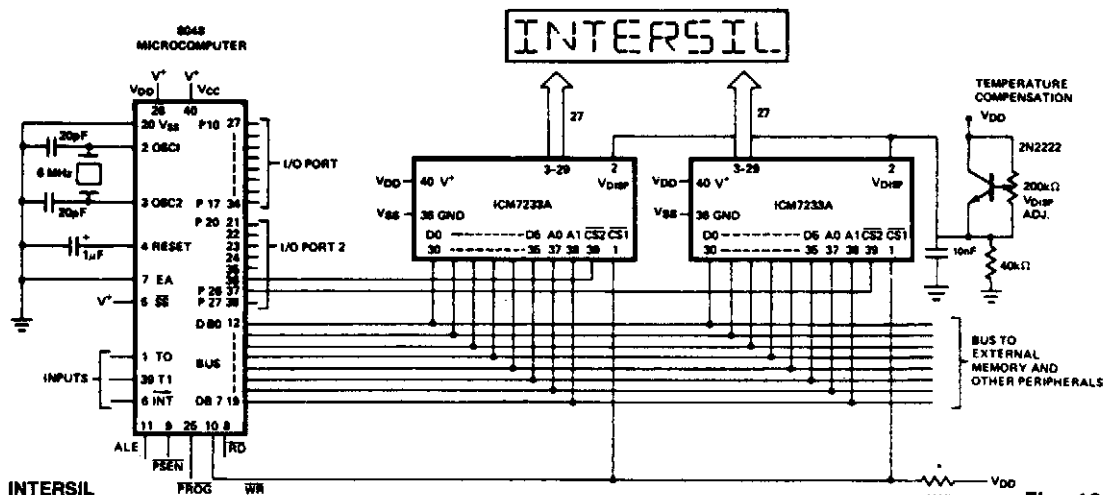 8048
MICROCOMPUTER
INTERSIL
V+ V+
VDD VCC
26 40
20 VSS P10 27
20pF
2 OSC1
6 MHz
I/O PORT
3 OSC2 P 17 34
20pF
P 20 21
22
23
24
35
I/O PORT 2
4 RESET
+
1μF
7 EA
P 26 37
V+
5 P 27 38
DB0 12
1 TO
BUS
INPUTS
39 T1
6 INT
DB 7 19
11 9 25 10 8
ALE
PSEN
PROG
WR
RD
27
3-29 2
VDD 40 V+ VDISP
ICM7233A
VSS 36 GND
D0 D5 A0 A1 CS2 CS1
30 35 37 38 39 1
27
3-29 2
VDD 40 V+ VDISP
ICM7233A
VSS 36 GND
D0 D5 A0 A1 CS2 CS1
30 35 37 38 39 1
TEMPERATURE
COMPENSATION
VDD
2N2222
200kΩ
VDISP
ADJ.
10nF
40kΩ
BUS TO
EXTERNAL
MEMORY AND
OTHER PERIPHERALS
VDD
INTERSIL